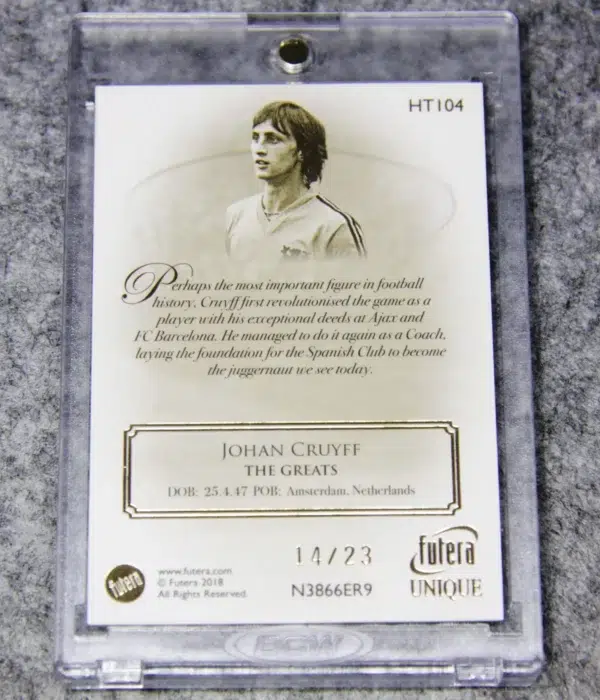 HT104
Perhaps the most important figure in football
history, Cruyff first revolutionised the game as a
player with his exceptional deeds at Ajax and
FC Barcelona. He managed to do it again as a Coach,
laying the foundation for the Spanish Club to become
the juggernaut we see today.
JOHAN CRUYFF
THE GREATS
DOB: 25.4.47 POB: Amsterdam, Netherlands
14/23
futera
UNIQUE
futera
www.futera.com
© Futera 2018
All Rights Reserved.
N3866ER9